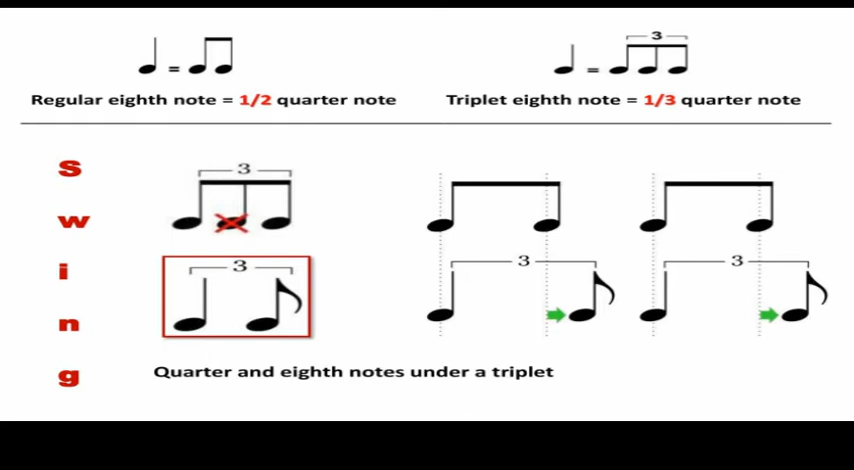 3
= 
Regular eighth note = 1/2 quarter note
=
Triplet eighth note = 1/3 quarter note
S
w
i
n
g
3
3
3
3
Quarter and eighth notes under a triplet